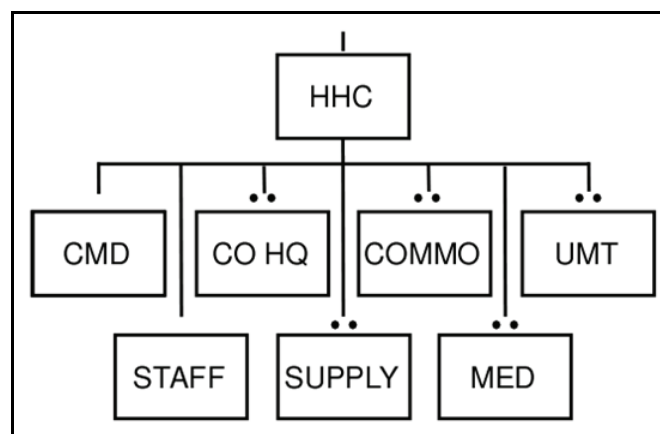 HHC
CMD
CO HQ
COMMO
UMT
STAFF
SUPPLY
MED